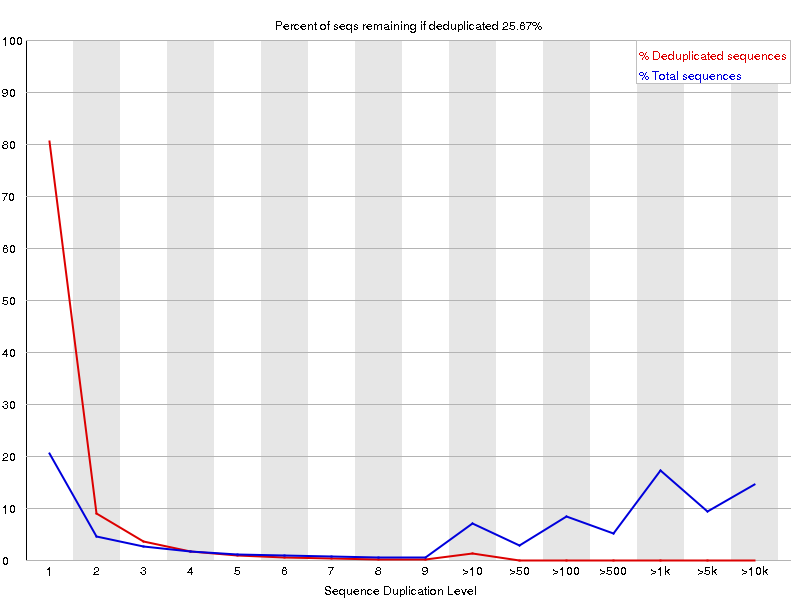 Percent of seqs remaining if deduplicated 25.67%
% Deduplicated sequences
% Total sequences
100
90
80
70
60
50
40
30
20
10
0
1 2 3 4 5 6 7 8 9 >10 >50 >100 >500 >1k >5k >10k
Sequence Duplication Level